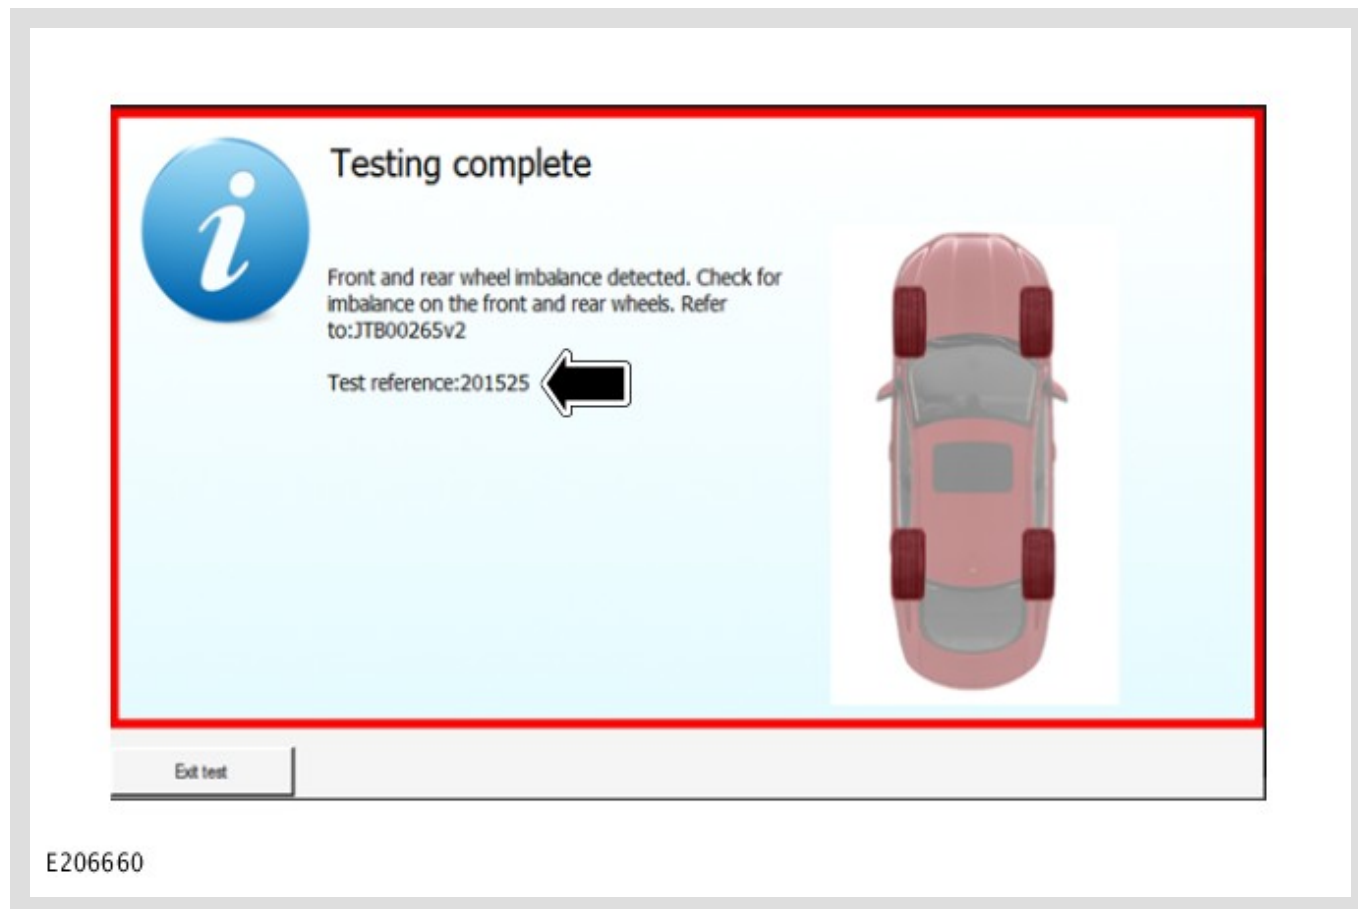 Testing complete
Front and rear wheel imbalance detected. Check for
imbalance on the front and rear wheels. Refer
to:JTB00265v2
Test reference:201525
Exit test
E206660